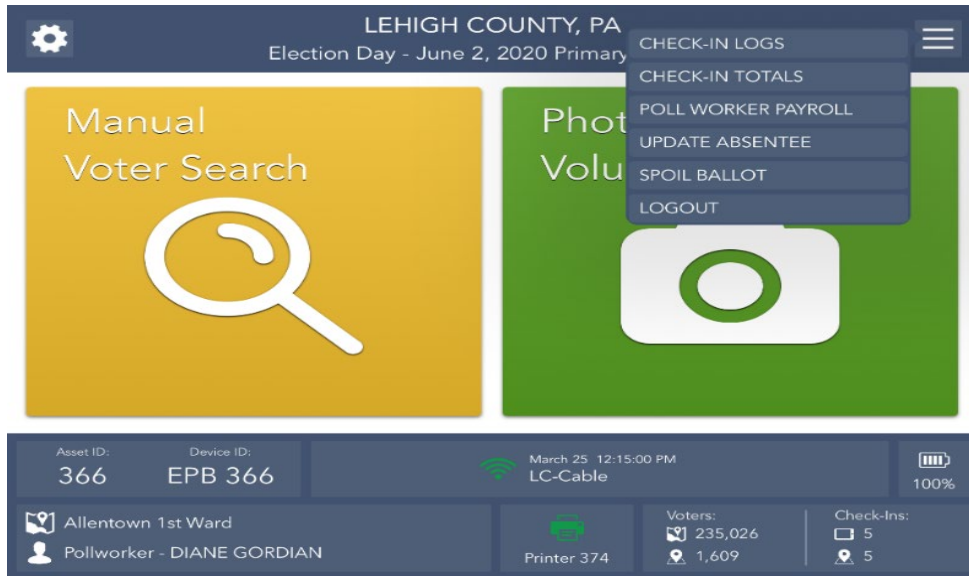 LEHIGH COUNTY, PA
Election Day - June 2, 2020 Primary
CHECK-IN LOGS
CHECK-IN TOTALS
POLL WORKER PAYROLL
UPDATE ABSENTEE
SPOIL BALLOT
LOGOUT
Manual
Voter Search
Phot
Volu
Asset ID:
366
Device ID:
EPB 366
March 25 12:15:00 PM
LC-Cable
100%
Allentown 1st Ward
Pollworker - DIANE GORDIAN
Printer 374
Voters:
235,026
1,609
Check-Ins:
5
5